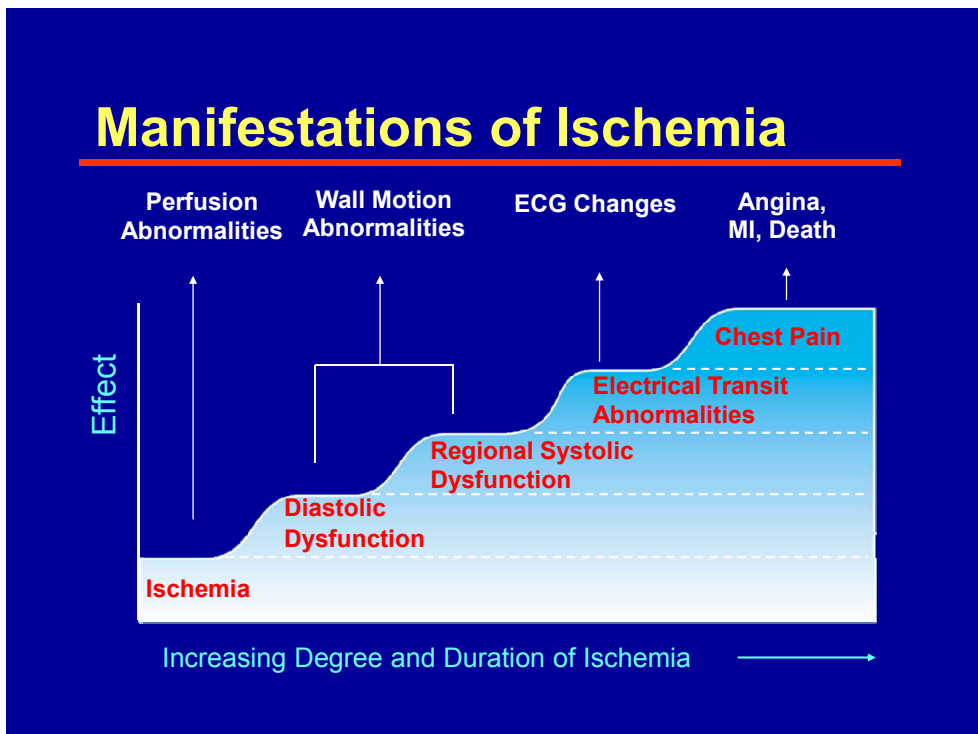 Manifestations of Ischemia
Perfusion
Abnormalities
Wall Motion
Abnormalities
ECG Changes
Angina,
MI, Death
Effect
Chest Pain
Electrical Transit
Abnormalities
Regional Systolic
Dysfunction
Diastolic
Dysfunction
Ischemia
Increasing Degree and Duration of Ischemia